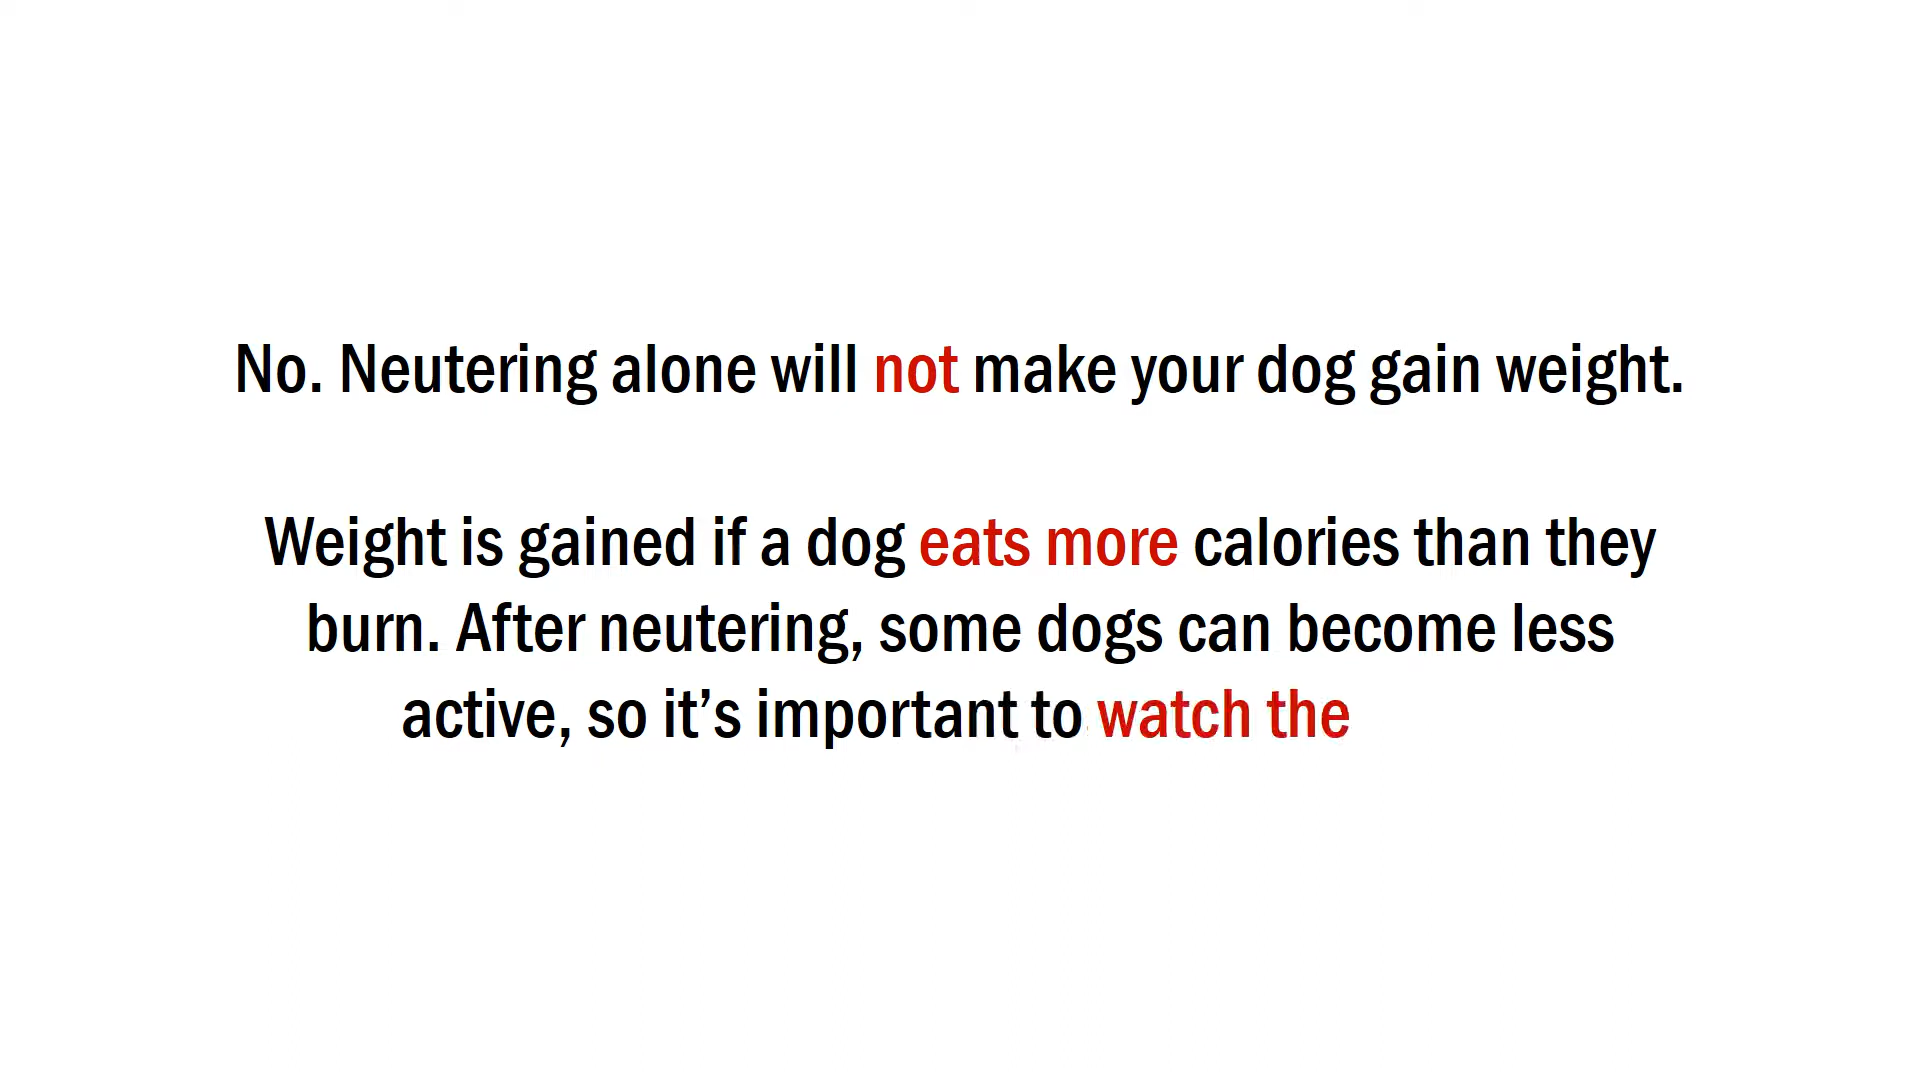 No. Neutering alone will not make your dog gain weight.
Weight is gained if a dog eats more calories than they
burn. After neutering, some dogs can become less
active, so it’s important to watch the